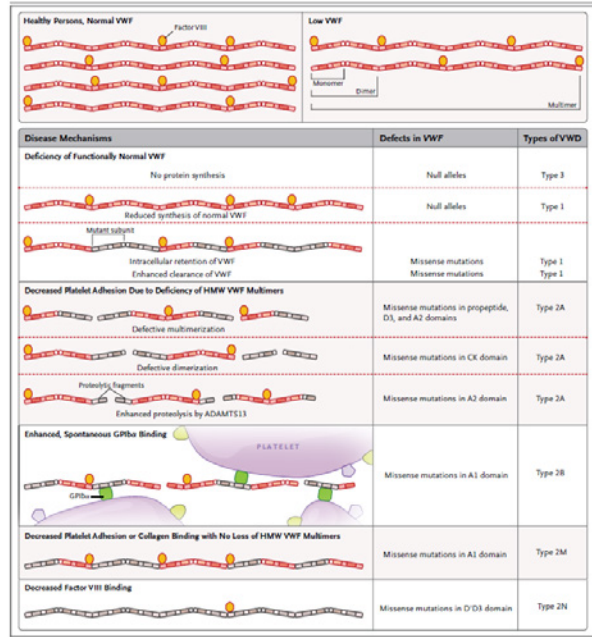 Healthy Persons, Normal VWF
Factor VIII
Low VWF
Monomer
Dimer
Multimer
Disease Mechanisms
Defects in VWF
Types of VWD
Deficiency of Functionally Normal VWF
No protein synthesis
Null alleles
Type 3
Reduced synthesis of normal VWF
Null alleles
Type 1
Mutant subunit
Intracellular retention of VWF
Missense mutations
Type 1
Enhanced clearance of VWF
Missense mutations
Type 1
Decreased Platelet Adhesion Due to Deficiency of HMW VWF Multimers
Defective multimerization
Missense mutations in propeptide,
D3, and A2 domains
Type 2A
Defective dimerization
Missense mutations in CK domain
Type 2A
Proteolytic fragments
Enhanced proteolysis by ADAMTS13
Missense mutations in A2 domain
Type 2A
Enhanced, Spontaneous GPIbα Binding
PLATELET
GPIbα
Missense mutations in A1 domain
Type 2B
Decreased Platelet Adhesion or Collagen Binding with No Loss of HMW VWF Multimers
Missense mutations in A1 domain
Type 2M
Decreased Factor VIII Binding
Missense mutations in D'D3 domain
Type 2N